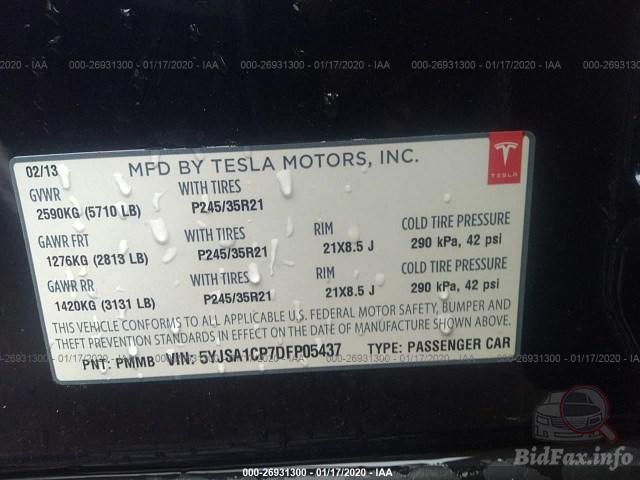 000-26931300 - 01/17/2020 - IAA
02/13
MFD BY TESLA MOTORS, INC.
TESLA
GVWR WITH TIRES
2590KG (5710 LB) P245/35R21
GAWR FRT WITH TIRES RIM COLD TIRE PRESSURE
1276KG (2813 LB) P245/35R21 21X8.5 J 290 kPa, 42 psi
GAWR RR WITH TIRES RIM COLD TIRE PRESSURE
1420KG (3131 LB) P245/35R21 21X8.5 J 290 kPa, 42 psi
THIS VEHICLE CONFORMS TO ALL APPLICABLE U.S. FEDERAL MOTOR SAFETY, BUMPER AND
THEFT PREVENTION STANDARDS IN EFFECT ON THE DATE OF MANUFACTURE SHOWN ABOVE.
PNT: PMMB VIN: 5YJSA1CP7DFP05437 TYPE: PASSENGER CAR
BidFax.info
000-26931300 - 01/17/2020 - IAA